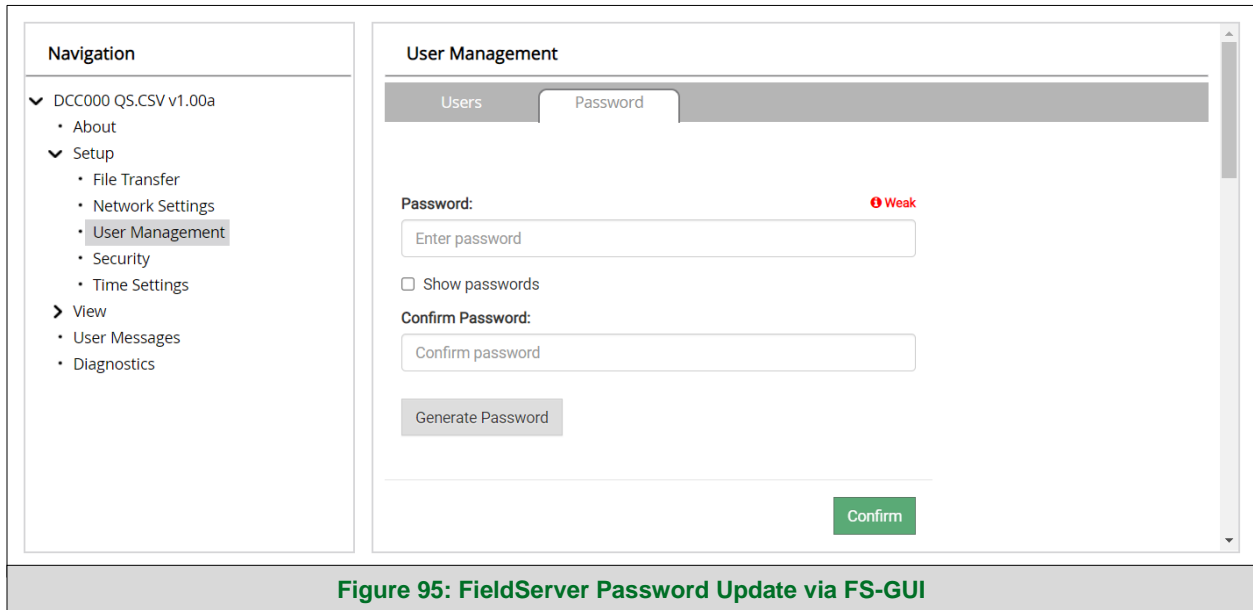 Navigation
DCC000 QS.CSV v1.00a
About
Setup
File Transfer
Network Settings
User Management
Security
Time Settings
View
User Messages
Diagnostics
User Management
Users Password
Password: Weak
Enter password
Show passwords
Confirm Password:
Confirm password
Generate Password
Confirm
Figure 95: FieldServer Password Update via FS-GUI